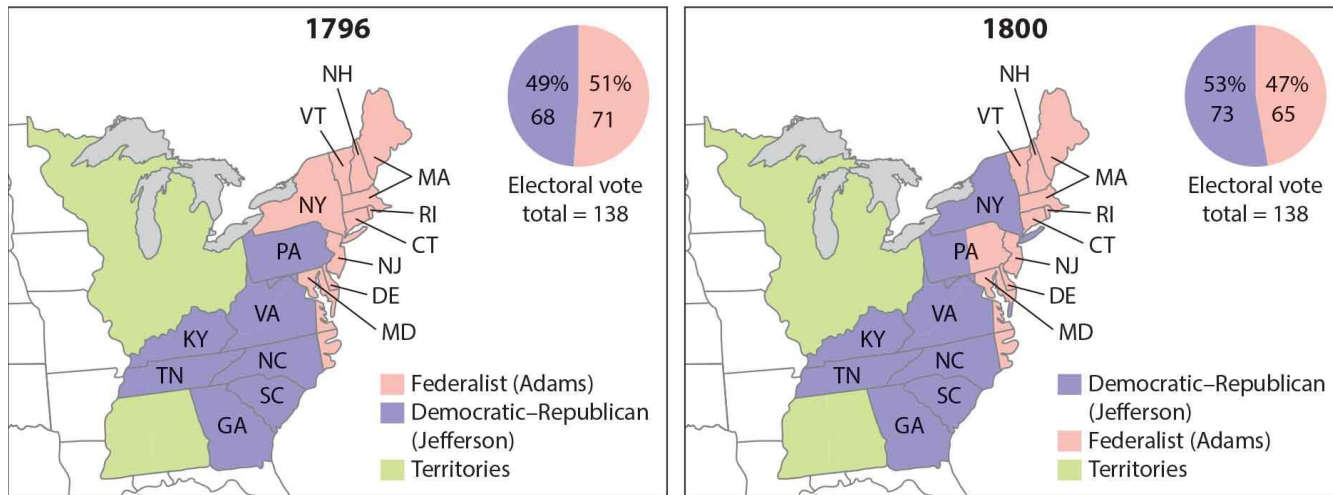 1796
NH
VT
49%
51%
68
71
Electoral vote
total = 138
MA
NY
RI
CT
PA
NJ
DE
MD
VA
KY
NC
TN
SC
GA
Federalist (Adams)
Democratic–Republican
(Jefferson)
Territories
1800
NH
VT
53%
47%
73
65
Electoral vote
total = 138
MA
NY
RI
CT
PA
NJ
DE
MD
VA
KY
NC
TN
SC
GA
Democratic–Republican
(Jefferson)
Federalist (Adams)
Territories